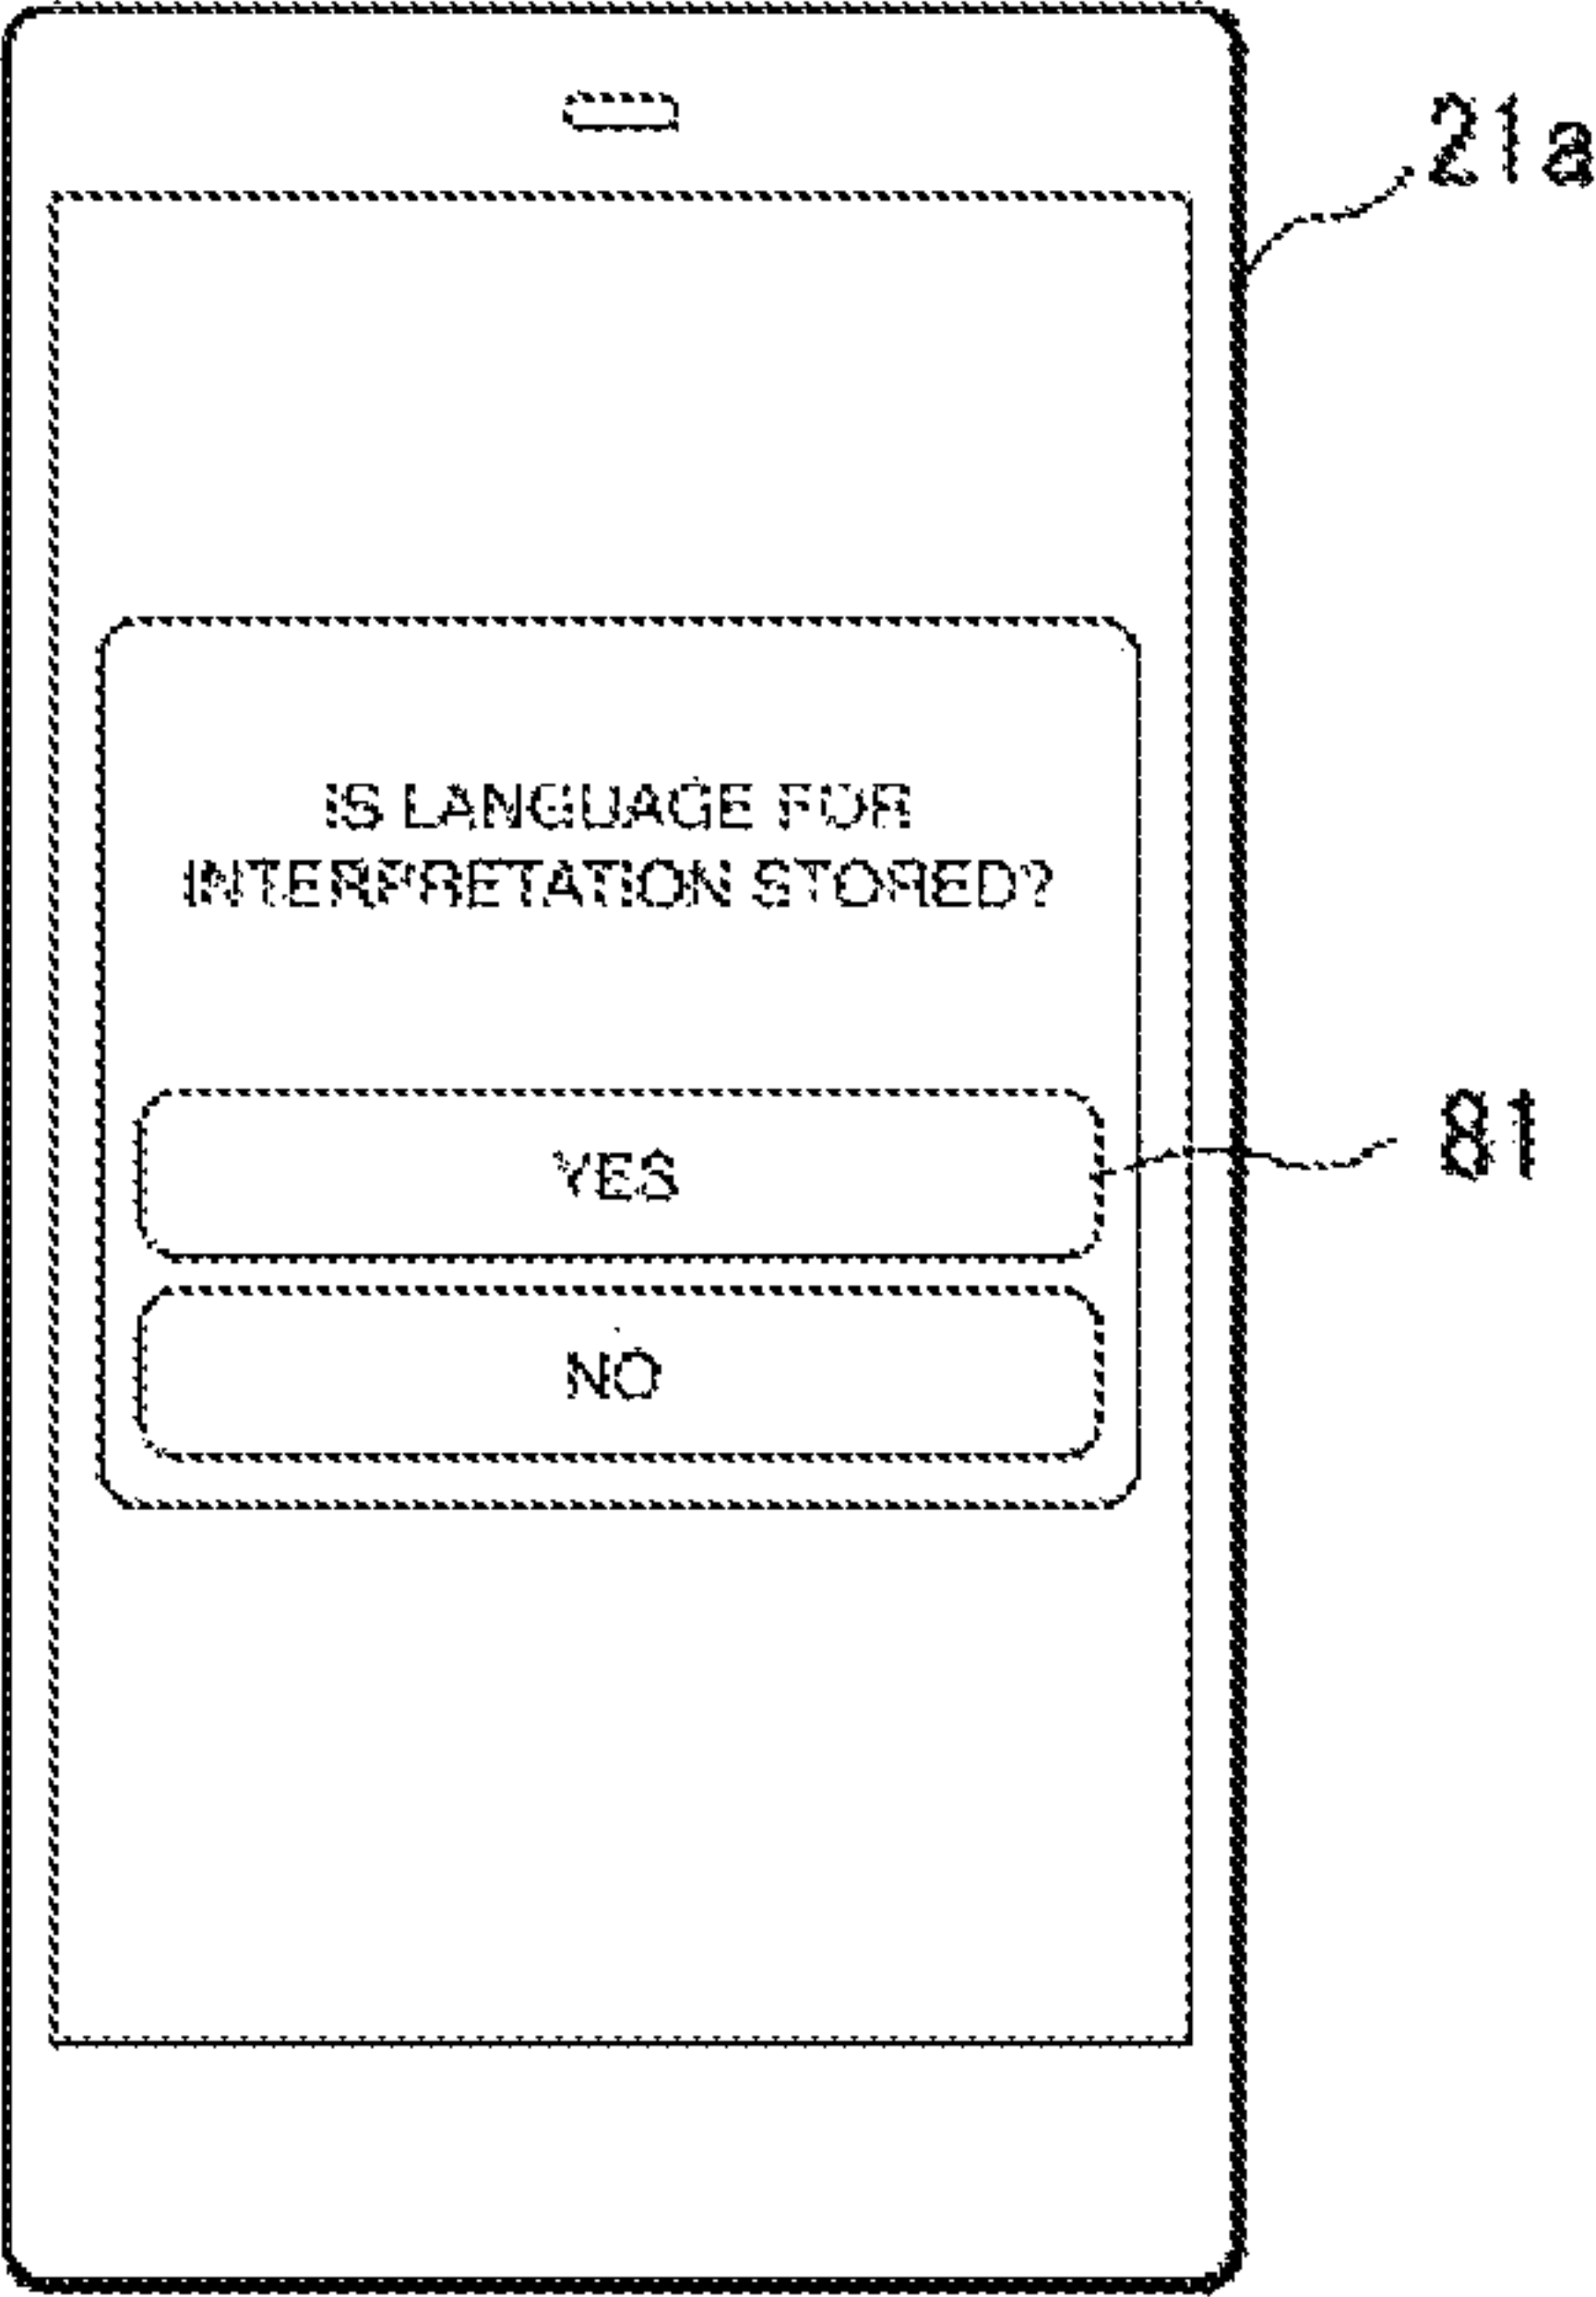 21a
IS LANGUAGE FOR
INTERPRETATION STORED?
YES
81
NO